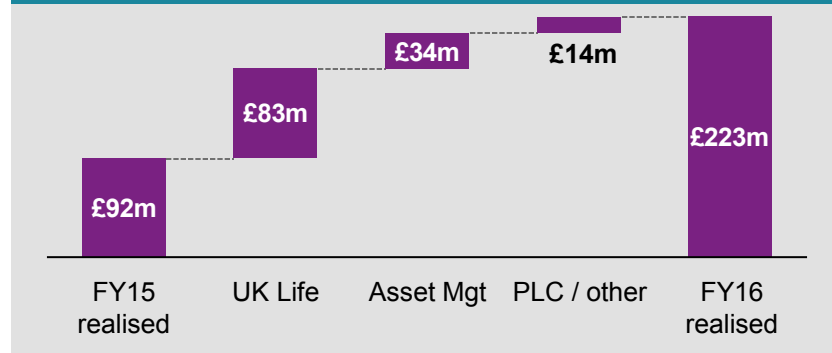 £92m
£83m
£34m
£14m
£223m
FY15
realised
UK Life
Asset Mgt
PLC / other
FY16
realised